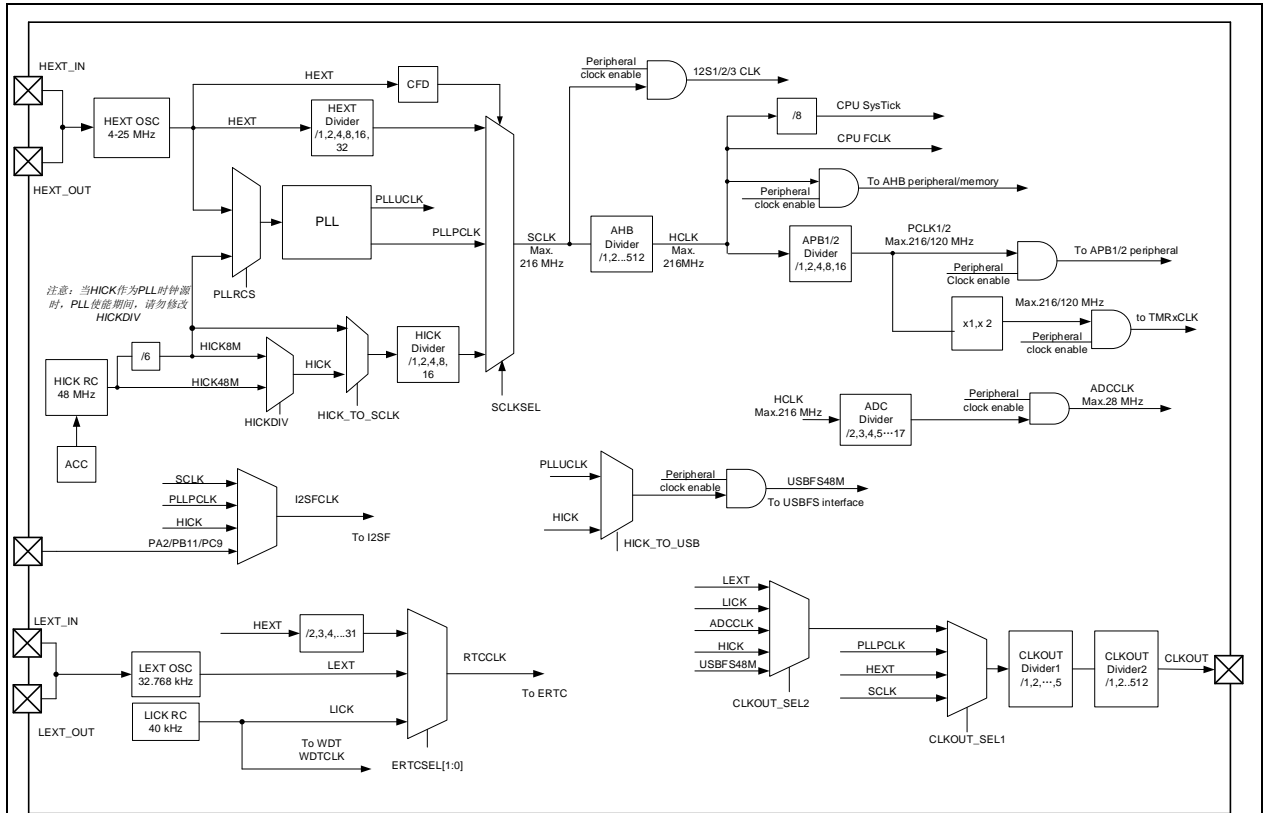 HEXT_IN
HEXT_OUT
HEXT OSC
4-25 MHz
HEXT
CFD
HEXT
HEXT
Divider
/1,2,4,8,16,
32
PLL
PLLUCLK
PLLPCLK
PLLRCS
注意：当HICK作为PLL时钟源
时，PLL使能期间，请勿修改
HICKDIV
/6
HICK8M
HICK RC
48 MHz
HICK48M
HICK
HICKDIV
HICK_TO_SCLK
HICK
Divider
/1,2,4,8,
16
ACC
SCLKSEL
SCLK
Max.
216 MHz
Peripheral
clock enable
12S1/2/3 CLK
AHB
Divider
/1,2...512
HCLK
Max.
216MHz
/8
CPU SysTick
CPU FCLK
Peripheral
clock enable
To AHB peripheral/memory
APB1/2
Divider
/1,2,4,8,16
PCLK1/2
Max.216/120 MHz
Peripheral
Clock enable
To APB1/2 peripheral
x1,x 2
Max.216/120 MHz
Peripheral
clock enable
to TMRxCLK
HCLK
Max.216 MHz
ADC
Divider
/2,3,4,5···17
Peripheral
clock enable
ADCCLK
Max.28 MHz
SCLK
PLLPCLK
HICK
PA2/PB11/PC9
I2SFCLK
To I2SF
PLLUCLK
HICK
HICK_TO_USB
Peripheral
clock enable
USBFS48M
To USBFS interface
LEXT_IN
LEXT_OUT
HEXT
/2,3,4,...31
LEXT OSC
32.768 kHz
LEXT
LICK RC
40 kHz
LICK
To WDT
WDTCLK
ERTCSEL[1:0]
RTCCLK
To ERTC
LEXT
LICK
ADCCLK
HICK
USBFS48M
CLKOUT_SEL2
PLLPCLK
HEXT
SCLK
CLKOUT_SEL1
CLKOUT
Divider1
/1,2,···,5
CLKOUT
Divider2
/1,2..512
CLKOUT